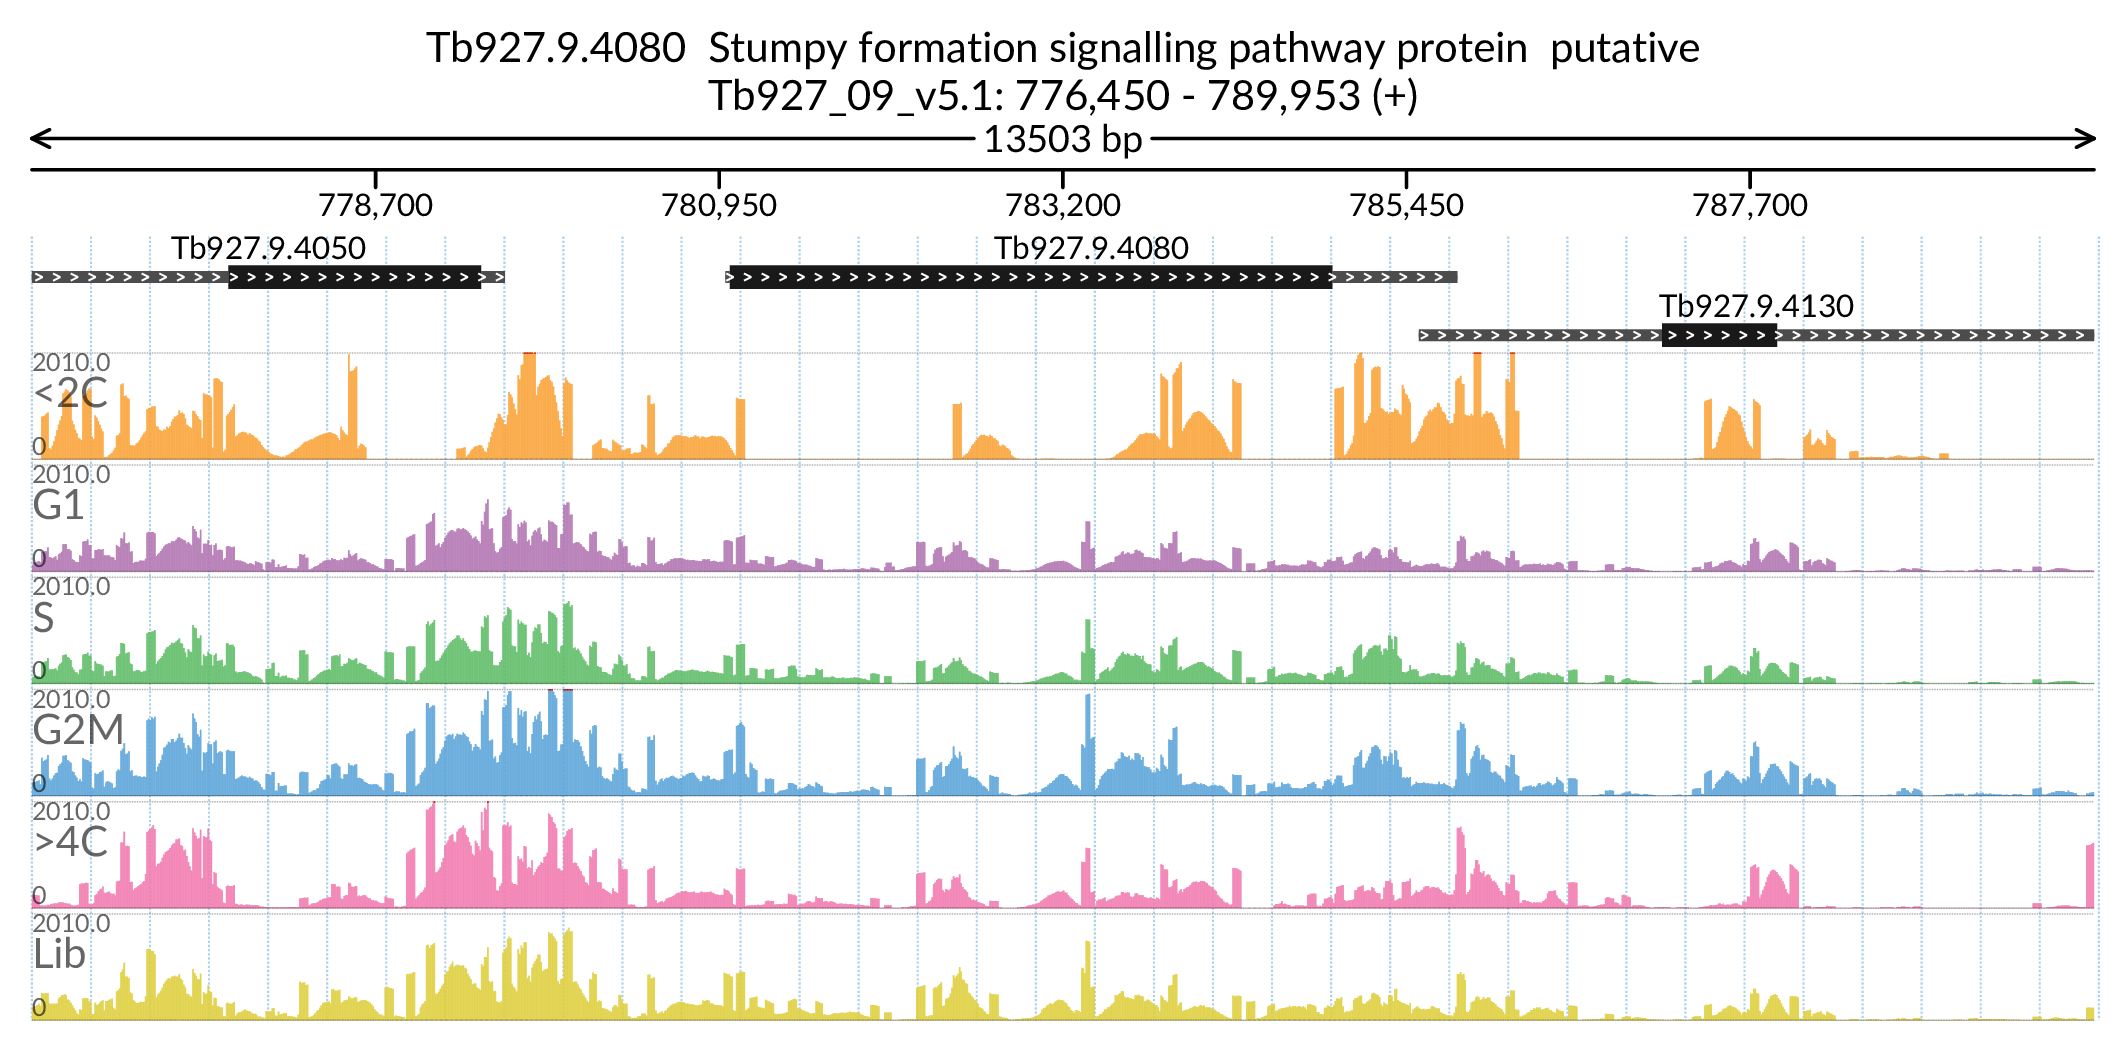 Tb927.9.4080  Stumpy formation signalling pathway protein  putative
Tb927_09_v5.1: 776,450 - 789,953 (+)
13503 bp
778,700 780,950 783,200 785,450 787,700
Tb927.9.4050 Tb927.9.4080
Tb927.9.4130
2010.0
<2C
0
2010.0
G1
0
2010.0
S
0
2010.0
G2M
0
2010.0
>4C
0
2010.0
Lib
0